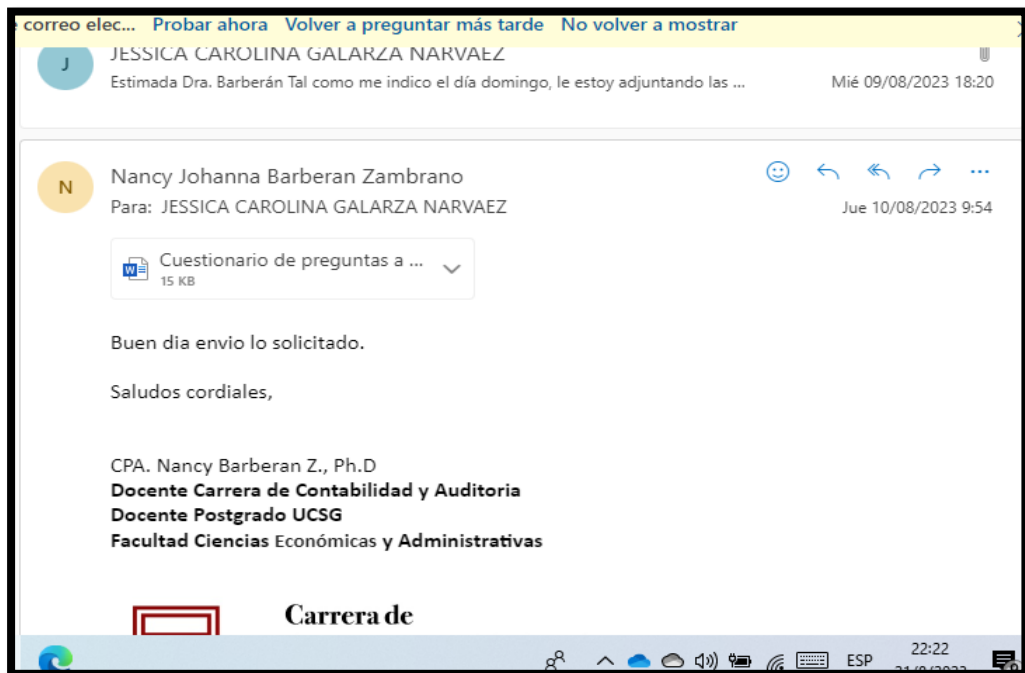 correo elec... Probar ahora Volver a preguntar más tarde No volver a mostrar
J
JESSICA CAROLINA GALARZA NARVAEZ
Estimada Dra. Barberán Tal como me indico el día domingo, le estoy adjuntando las ... Mié 09/08/2023 18:20
N
Nancy Johanna Barberan Zambrano
Para: JESSICA CAROLINA GALARZA NARVAEZ Jue 10/08/2023 9:54
Cuestionario de preguntas a ...
15 KB
Buen dia envio lo solicitado.
Saludos cordiales,
CPA. Nancy Barberan Z., Ph.D
Docente Carrera de Contabilidad y Auditoria
Docente Postgrado UCSG
Facultad Ciencias Económicas y Administrativas
Carrera de
ESP 22:22